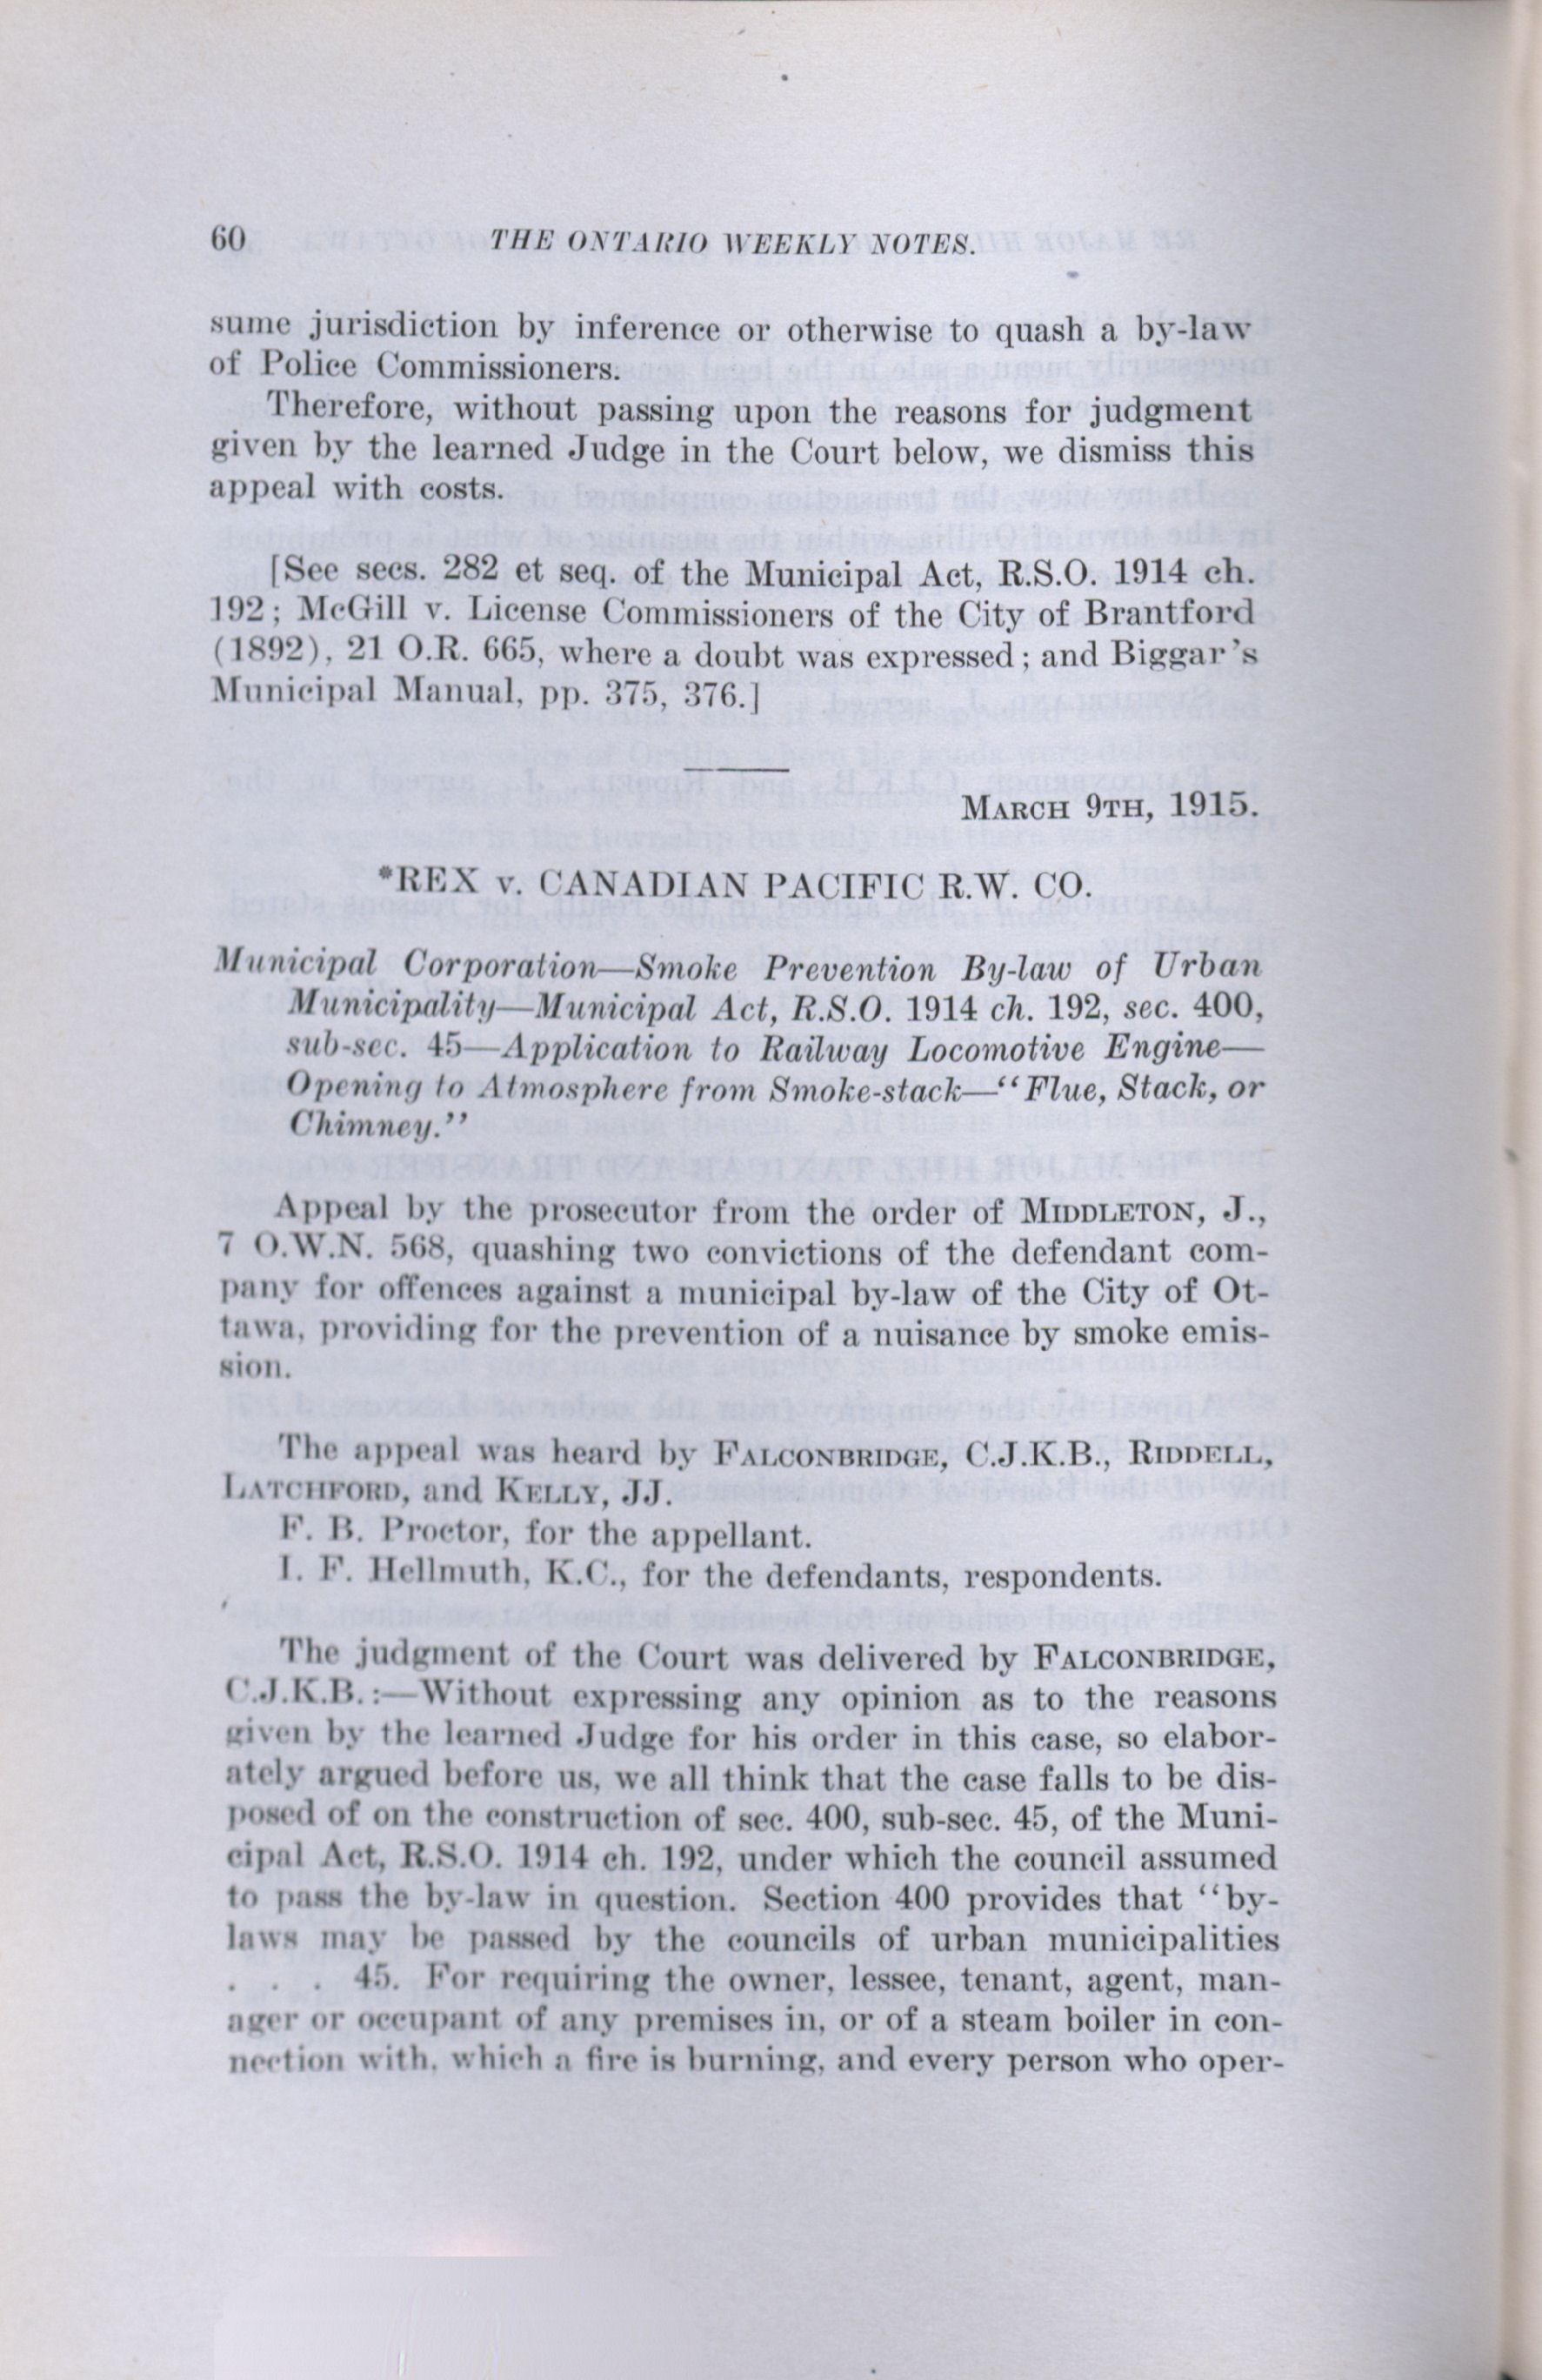 60 THE ONTARIO WEEKLY NOTES.
sume jurisdiction by inference or otherwise to quash a by-law
of Police Commissioners.
Therefore, without passing upon the reasons for judgment
given by the learned Judge in the Court below, we dismiss this
appeal with costs.
[See secs. 282 et seq. of the Municipal Act, R.S.O. 1914 ch.
192; McGill v. License Commissioners of the City of Brantford
(1892), 21 O.R. 665, where a doubt was expressed; and Biggar's
Municipal Manual, pp. 375, 376.]
MARCH 9TH, 1915.
*REX v. CANADIAN PACIFIC R.W. CO.
Municipal Corporation—Smoke Prevention By-law of Urban
Municipality—Municipal Act, R.S.O. 1914 ch. 192, sec. 400,
sub-sec. 45—Application to Railway Locomotive Engine—
Opening to Atmosphere from Smoke-stack—"Flue, Stack, or
Chimney."
Appeal by the prosecutor from the order of MIDDLETON, J.,
7 O.W.N. 568, quashing two convictions of the defendant com-
pany for offences against a municipal by-law of the City of Ot-
tawa, providing for the prevention of a nuisance by smoke emis-
sion.
The appeal was heard by FALCONBRIDGE, C.J.K.B., RIDDELL,
LATCHFORD, and KELLY, JJ.
F. B. Proctor, for the appellant.
I. F. Hellmuth, K.C., for the defendants, respondents.
The judgment of the Court was delivered by FALCONBRIDGE,
C.J.K.B.:—Without expressing any opinion as to the reasons
given by the learned Judge for his order in this case, so elabor-
ately argued before us, we all think that the case falls to be dis-
posed of on the construction of sec. 400, sub-sec. 45, of the Muni-
cipal Act, R.S.O. 1914 ch. 192, under which the council assumed
to pass the by-law in question. Section 400 provides that "by-
laws may be passed by the councils of urban municipalities
. . . 45. For requiring the owner, lessee, tenant, agent, man-
ager or occupant of any premises in, or of a steam boiler in con-
nection with, which a fire is burning, and every person who oper-